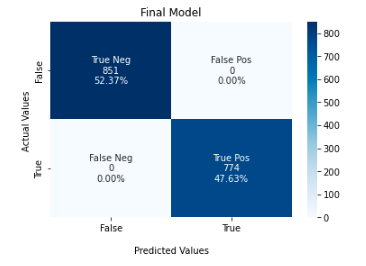 Final Model
True Neg
851
52.37%
False Pos
0
0.00%
False Neg
0
0.00%
True Pos
774
47.63%
False
True
Actual Values
False
True
Predicted Values
800
700
600
500
400
300
200
100
0